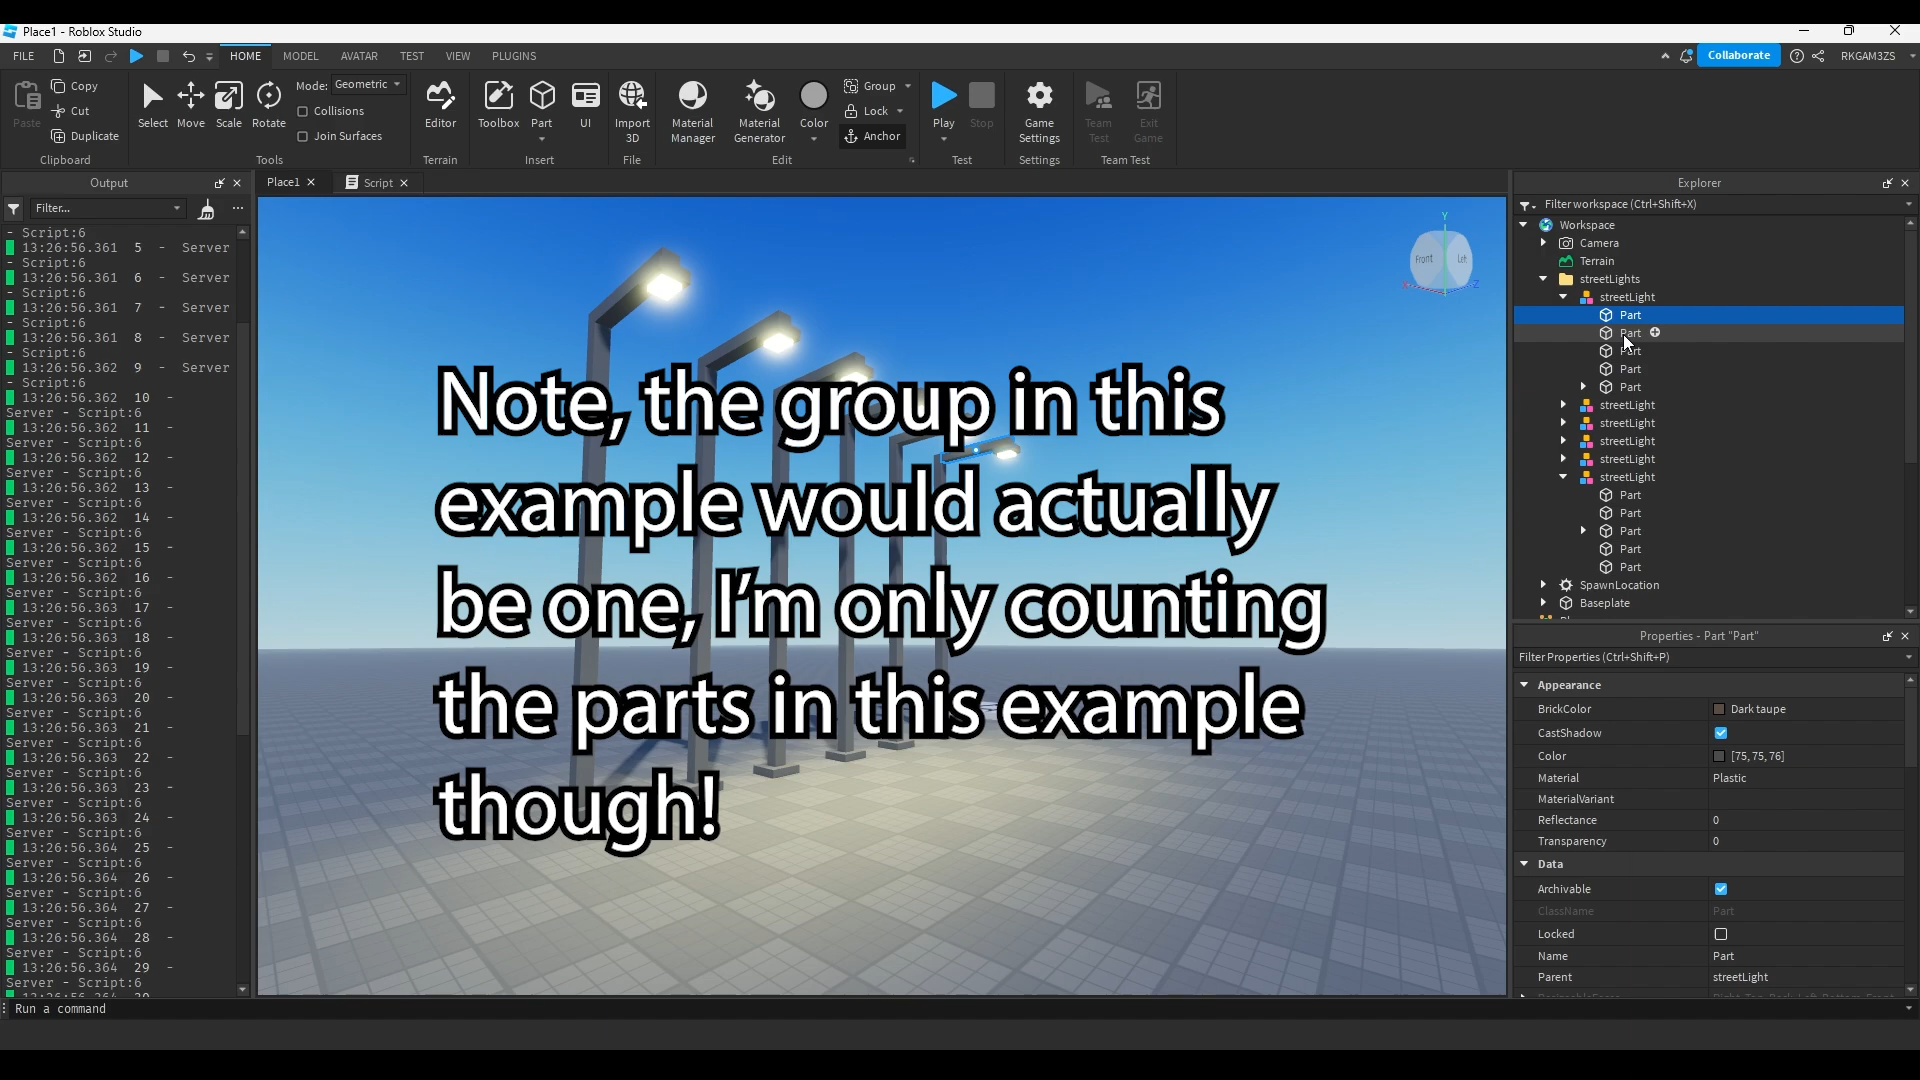 Place1 - Roblox Studio
FILE HOME MODEL AVATAR TEST VIEW PLUGINS Collaborate RKGAM3ZS
Paste Copy Cut Duplicate Clipboard
Select Move Scale Rotate Mode: Geometric Collisions Join Surfaces Tools
Editor Terrain
Toolbox Part UI Insert
Import 3D File
Material Manager Material Generator Color Group Lock Anchor Edit
Play Stop Test
Game Settings Settings
Team Test Exit Game Team Test
Output
Filter...
- Script:6
13:26:56.361 5 - Server
- Script:6
13:26:56.361 6 - Server
- Script:6
13:26:56.361 7 - Server
- Script:6
13:26:56.361 8 - Server
- Script:6
13:26:56.362 9 - Server
- Script:6
13:26:56.362 10 -
Server - Script:6
13:26:56.362 11 -
Server - Script:6
13:26:56.362 12 -
Server - Script:6
13:26:56.362 13 -
Server - Script:6
13:26:56.362 14 -
Server - Script:6
13:26:56.362 15 -
Server - Script:6
13:26:56.362 16 -
Server - Script:6
13:26:56.363 17 -
Server - Script:6
13:26:56.363 18 -
Server - Script:6
13:26:56.363 19 -
Server - Script:6
13:26:56.363 20 -
Server - Script:6
13:26:56.363 21 -
Server - Script:6
13:26:56.363 22 -
Server - Script:6
13:26:56.363 23 -
Server - Script:6
13:26:56.363 24 -
Server - Script:6
13:26:56.364 25 -
Server - Script:6
13:26:56.364 26 -
Server - Script:6
13:26:56.364 27 -
Server - Script:6
13:26:56.364 28 -
Server - Script:6
13:26:56.364 29 -
Server - Script:6
Place1 Script
Front Left
X Y Z
Note, the group in this
example would actually
be one, I'm only counting
the parts in this example
though!
Explorer
Filter workspace (Ctrl+Shift+X)
Workspace
Camera
Terrain
streetLights
streetLight
Part
Part
Part
Part
Part
streetLight
streetLight
streetLight
streetLight
streetLight
Part
Part
Part
Part
Part
SpawnLocation
Baseplate
Properties - Part "Part"
Filter Properties (Ctrl+Shift+P)
Appearance
BrickColor Dark taupe
CastShadow
Color [75, 75, 76]
Material Plastic
MaterialVariant
Reflectance 0
Transparency 0
Data
Archivable
ClassName Part
Locked
Name Part
Parent streetLight
Run a command